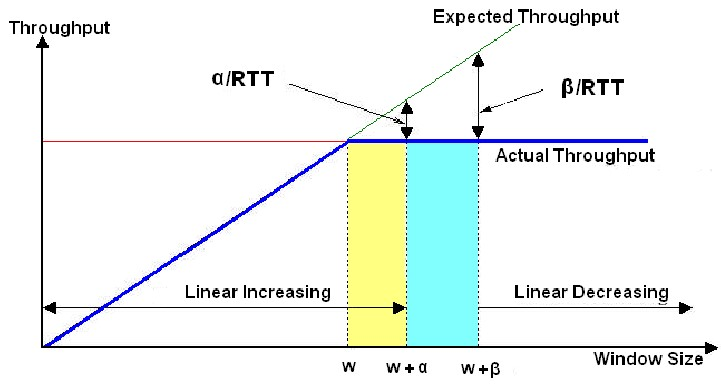 Throughput
Expected Throughput
α/RTT
β/RTT
Actual Throughput
Linear Increasing
Linear Decreasing
w
w + α
w + β
Window Size